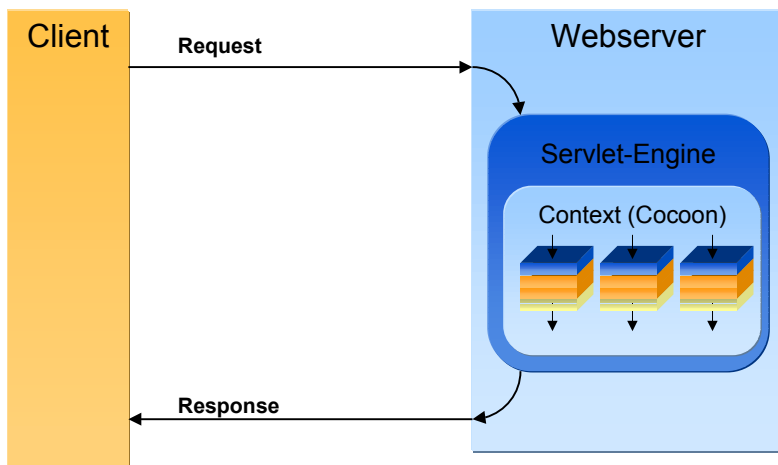 Client
Request
Webserver
Servlet-Engine
Context (Cocoon)
Response